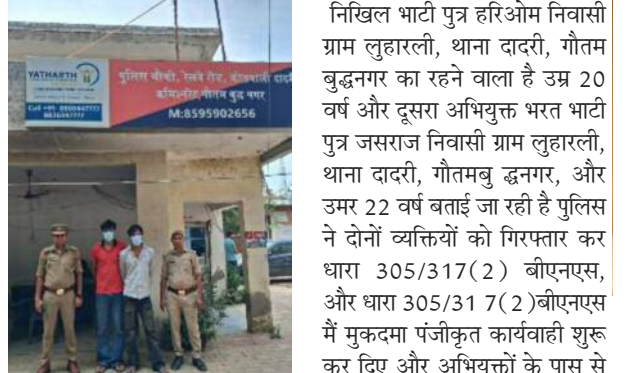 YATHARTH
पुलिस चौकी, रेलवे रोड, कोतवाली दादरी
कमिश्नरेट गौतम बुद्ध नगर
M:8595902656
निखिल भाटी पुत्र हरिओम निवासी
ग्राम लुहारली, थाना दादरी, गौतम
बुद्धनगर का रहने वाला है उम्र 20
वर्ष और दूसरा अभियुक्त भरत भाटी
पुत्र जसराज निवासी ग्राम लुहारली,
थाना दादरी, गौतमबु द्धनगर, और
उमर 22 वर्ष बताई जा रही है पुलिस
ने दोनों व्यक्तियों को गिरफ्तार कर
धारा 305/317(2) बीएनएस,
और धारा 305/31 7(2)बीएनएस
मैं मुकदमा पंजीकृत कार्यवाही शुरू
कर दिए और अभियक्तों के पास से